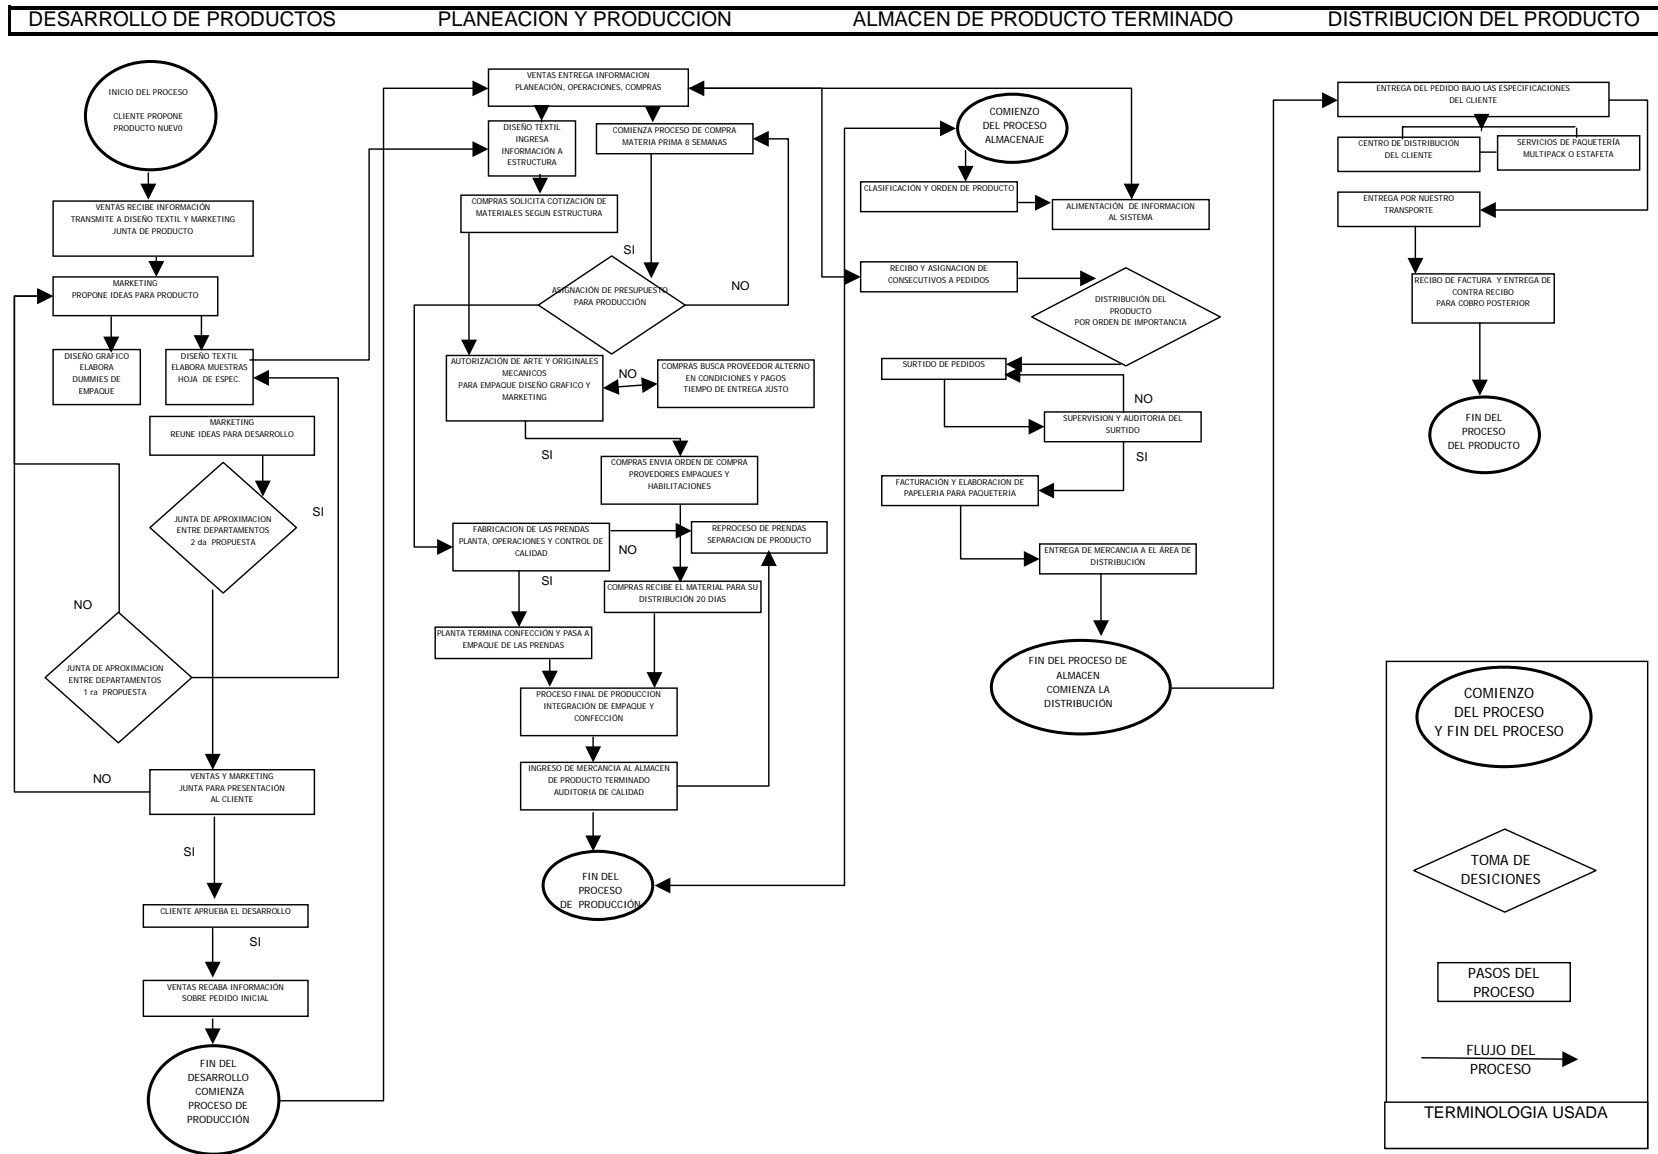 DESARROLLO DE PRODUCTOS
PLANEACION Y PRODUCCION
ALMACEN DE PRODUCTO TERMINADO
DISTRIBUCION DEL PRODUCTO
INICIO DEL PROCESO
CLIENTE PROPONE
PRODUCTO NUEV0
VENTAS RECIBE INFORMACIÓN
TRANSMITE A DISEÑO TEXTIL Y MARKETING
JUNTA DE PRODUCTO
MARKETING
PROPONE IDEAS PARA PRODUCTO
DISEÑO GRAFICO
ELABORA
DUMMIES DE
EMPAQUE
DISEÑO TEXTIL
ELABORA MUESTRAS
HOJA DE ESPEC.
MARKETING
REUNE IDEAS PARA DESARROLLO
SI
JUNTA DE APROXIMACION
ENTRE DEPARTAMENTOS
2 da PROPUESTA
NO
JUNTA DE APROXIMACION
ENTRE DEPARTAMENTOS
1 ra PROPUESTA
NO
VENTAS Y MARKETING
JUNTA PARA PRESENTACIÓN
AL CLIENTE
SI
CLIENTE APRUEBA EL DESARROLLO
SI
VENTAS RECABA INFORMACIÓN
SOBRE PEDIDO INICIAL
FIN DEL
DESARROLLO
COMIENZA
PROCESO DE
PRODUCCIÓN
VENTAS ENTREGA INFORMACION
PLANEACIÓN, OPERACIONES, COMPRAS
DISEÑO TEXTIL
INGRESA
INFORMACIÓN A
ESTRUCTURA
COMIENZA PROCESO DE COMPRA
MATERIA PRIMA 8 SEMANAS
COMPRAS SOLICITA COTIZACIÓN DE
MATERIALES SEGUN ESTRUCTURA
SI
ASIGNACIÓN DE PRESUPUESTO
PARA PRODUCCIÓN
NO
AUTORIZACIÓN DE ARTE Y ORIGINALES
MECANICOS
PARA EMPAQUE DISEÑO GRAFICO Y
MARKETING
NO
COMPRAS BUSCA PROVEEDOR ALTERNO
EN CONDICIONES Y PAGOS
TIEMPO DE ENTREGA JUSTO
SI
COMPRAS ENVIA ORDEN DE COMPRA
PROVEDORES EMPAQUES Y
HABILITACIONES
FABRICACION DE LAS PRENDAS
PLANTA, OPERACIONES Y CONTROL DE
CALIDAD
NO
REPROCESO DE PRENDAS
SEPARACION DE PRODUCTO
SI
COMPRAS RECIBE EL MATERIAL PARA SU
DISTRIBUCIÓN 20 DIAS
PLANTA TERMINA CONFECCIÓN Y PASA A
EMPAQUE DE LAS PRENDAS
PROCESO FINAL DE PRODUCCION
INTEGRACIÓN DE EMPAQUE Y
CONFECCIÓN
INGRESO DE MERCANCIA AL ALMACEN
DE PRODUCTO TERMINADO
AUDITORIA DE CALIDAD
FIN DEL
PROCESO
DE PRODUCCIÓN
COMIENZO
DEL PROCESO
ALMACENAJE
CLASIFICACIÓN Y ORDEN DE PRODUCTO
ALIMENTACIÓN DE INFORMACION
AL SISTEMA
RECIBO Y ASIGNACION DE
CONSECUTIVOS A PEDIDOS
DISTRIBUCIÓN DEL
PRODUCTO
POR ORDEN DE IMPORTANCIA
SURTIDO DE PEDIDOS
NO
SUPERVISION Y AUDITORIA DEL
SURTIDO
SI
FACTURACIÓN Y ELABORACION DE
PAPELERIA PARA PAQUETERIA
ENTREGA DE MERCANCIA A EL ÁREA DE
DISTRIBUCIÓN
FIN DEL PROCESO DE
ALMACEN
COMIENZA LA
DISTRIBUCIÓN
ENTREGA DEL PEDIDO BAJO LAS ESPECIFICACIONES
DEL CLIENTE
CENTRO DE DISTRIBUCIÓN
DEL CLIENTE
SERVICIOS DE PAQUETERÍA
MULTIPACK O ESTAFETA
ENTREGA POR NUESTRO
TRANSPORTE
RECIBO DE FACTURA Y ENTREGA DE
CONTRA RECIBO
PARA COBRO POSTERIOR
FIN DEL
PROCESO
DEL PRODUCTO
COMIENZO
DEL PROCESO
Y FIN DEL PROCESO
TOMA DE
DESICIONES
PASOS DEL
PROCESO
FLUJO DEL
PROCESO
TERMINOLOGIA USADA